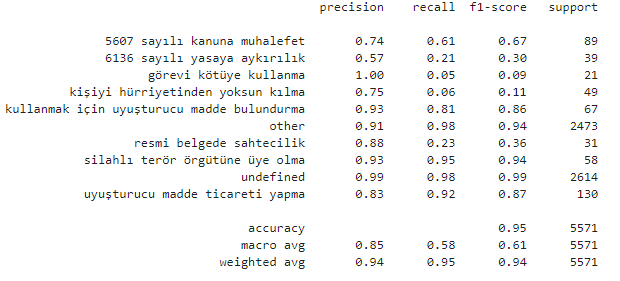 precision recall f1-score support
5607 sayılı kanuna muhalefet 0.74 0.61 0.67 89
6136 sayılı yasaya aykırılık 0.57 0.21 0.30 39
görevi kötüye kullanma 1.00 0.05 0.09 21
kişiyi hürriyetinden yoksun kılma 0.75 0.06 0.11 49
kullanmak için uyuşturucu madde bulundurma 0.93 0.81 0.86 67
other 0.91 0.98 0.94 2473
resmi belgede sahtecilik 0.88 0.23 0.36 31
silahlı terör örgütüne üye olma 0.93 0.95 0.94 58
undefined 0.99 0.98 0.99 2614
uyuşturucu madde ticareti yapma 0.83 0.92 0.87 130
accuracy 0.95 5571
macro avg 0.85 0.58 0.61 5571
weighted avg 0.94 0.95 0.94 5571